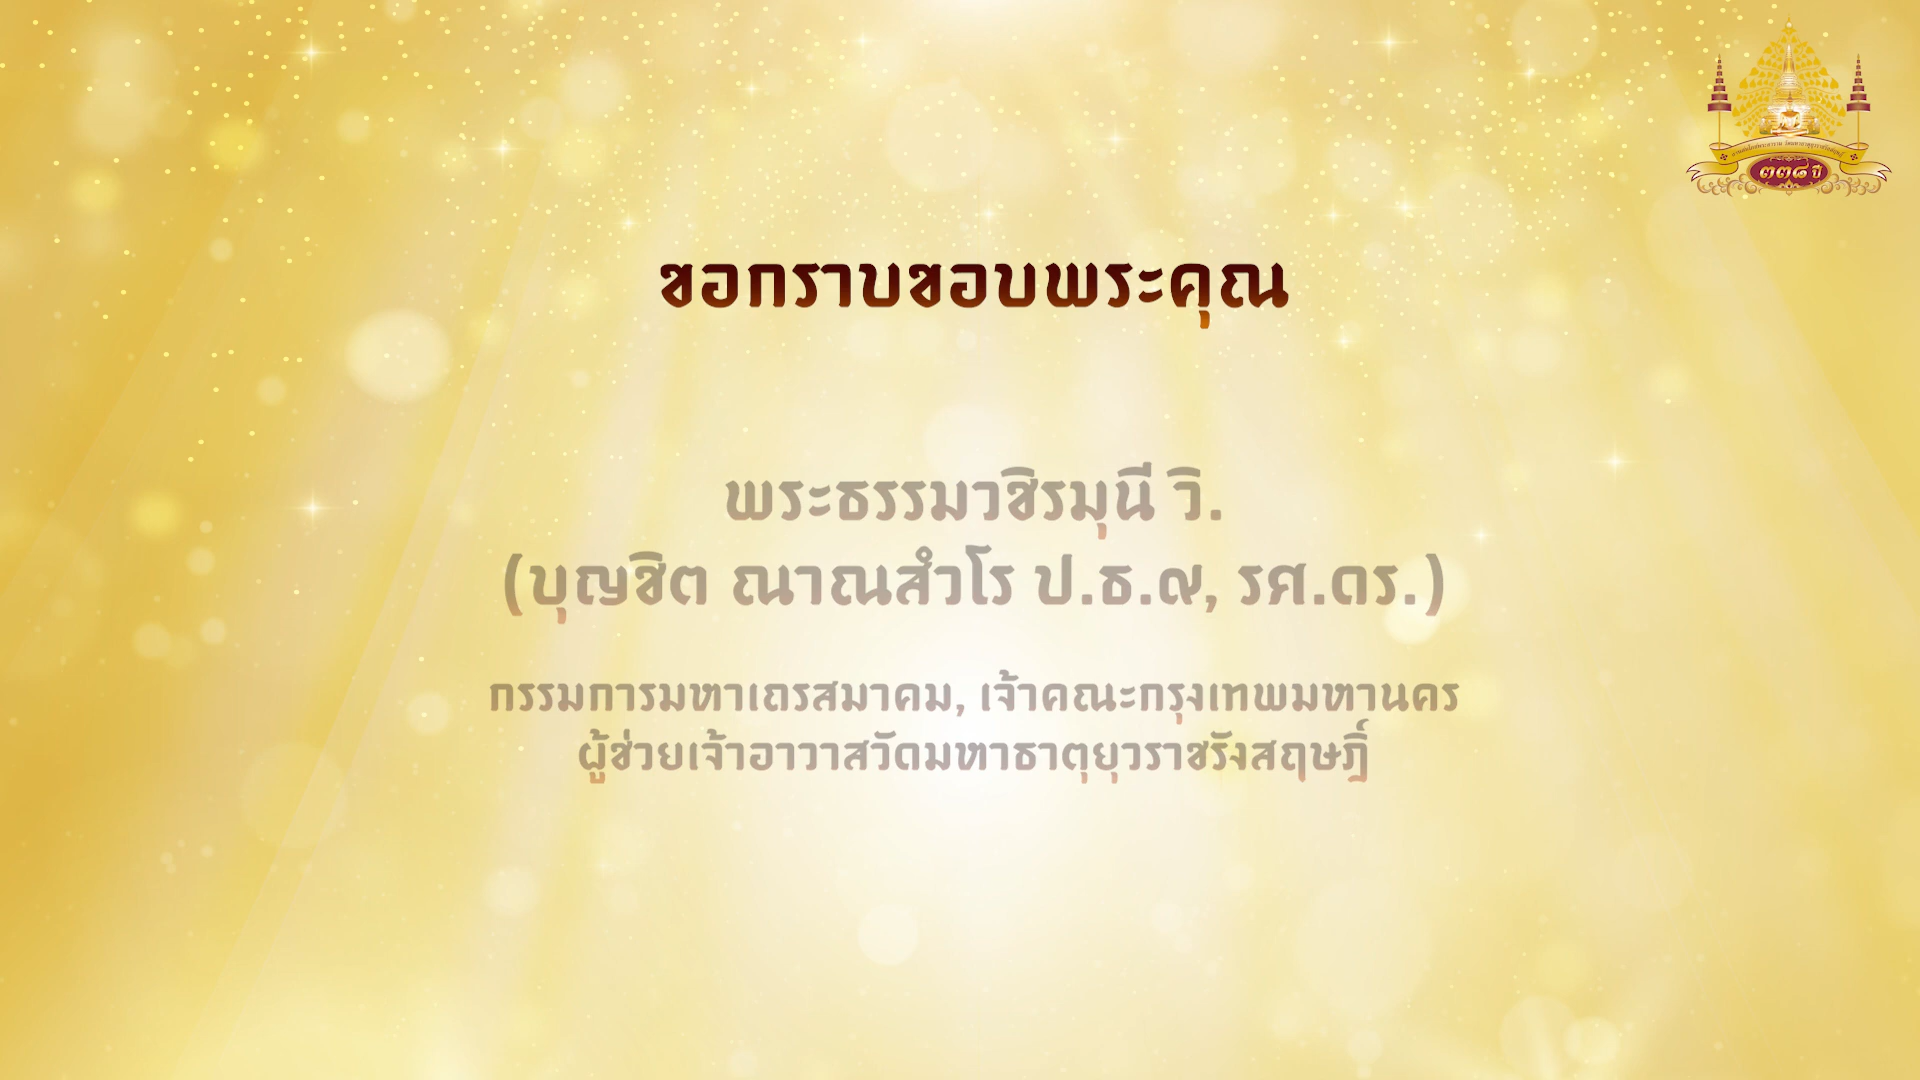 ๓๓๘ ปี
ขอกราบขอบพระคุณ
พระธรรมวชิรมุนี วิ.
(บุญชิต ญาณสํวโร ป.ธ.๙, รศ.ดร.)
กรรมการมหาเถรสมาคม, เจ้าคณะกรุงเทพมหานคร
ผู้ช่วยเจ้าอาวาสวัดมหาธาตุยุวราชรังสฤษฎิ์